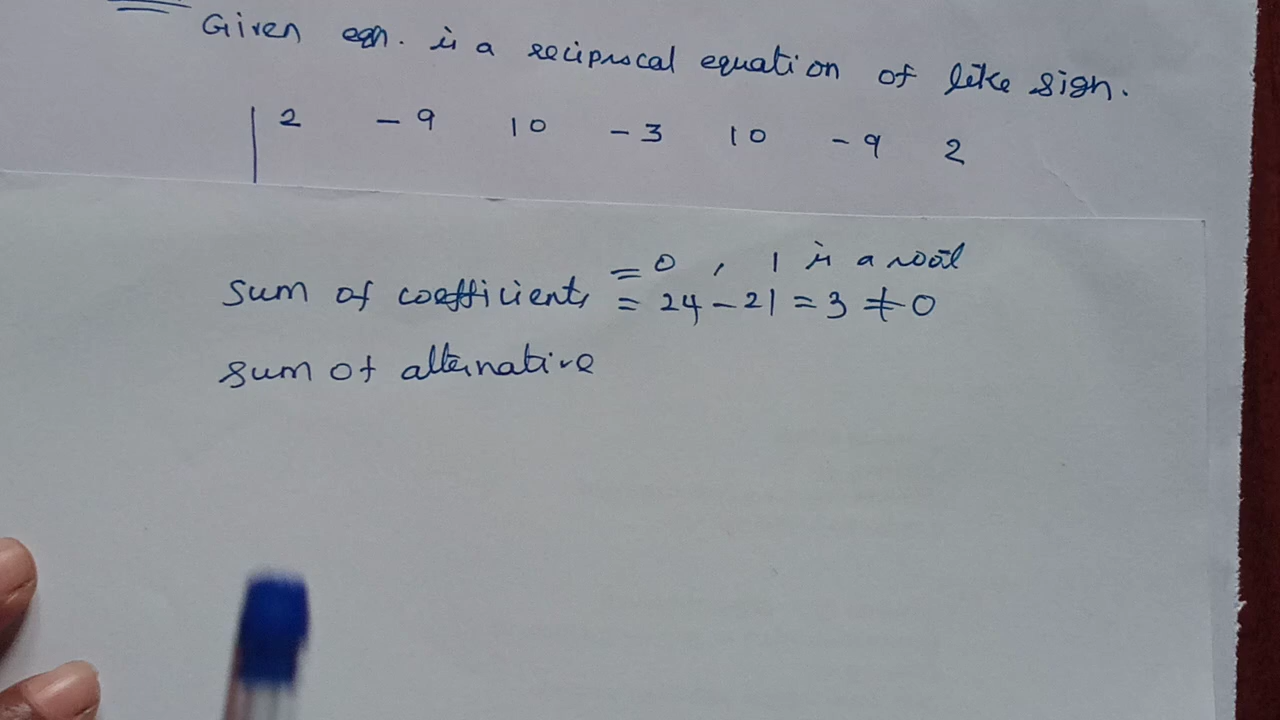 Given eqn. is a reciprocal equation of like sign.
2 -9 10 -3 10 -9 2
= 0 , 1 is a root
sum of coefficients = 24 - 21 = 3 ≠ 0
sum of alternative